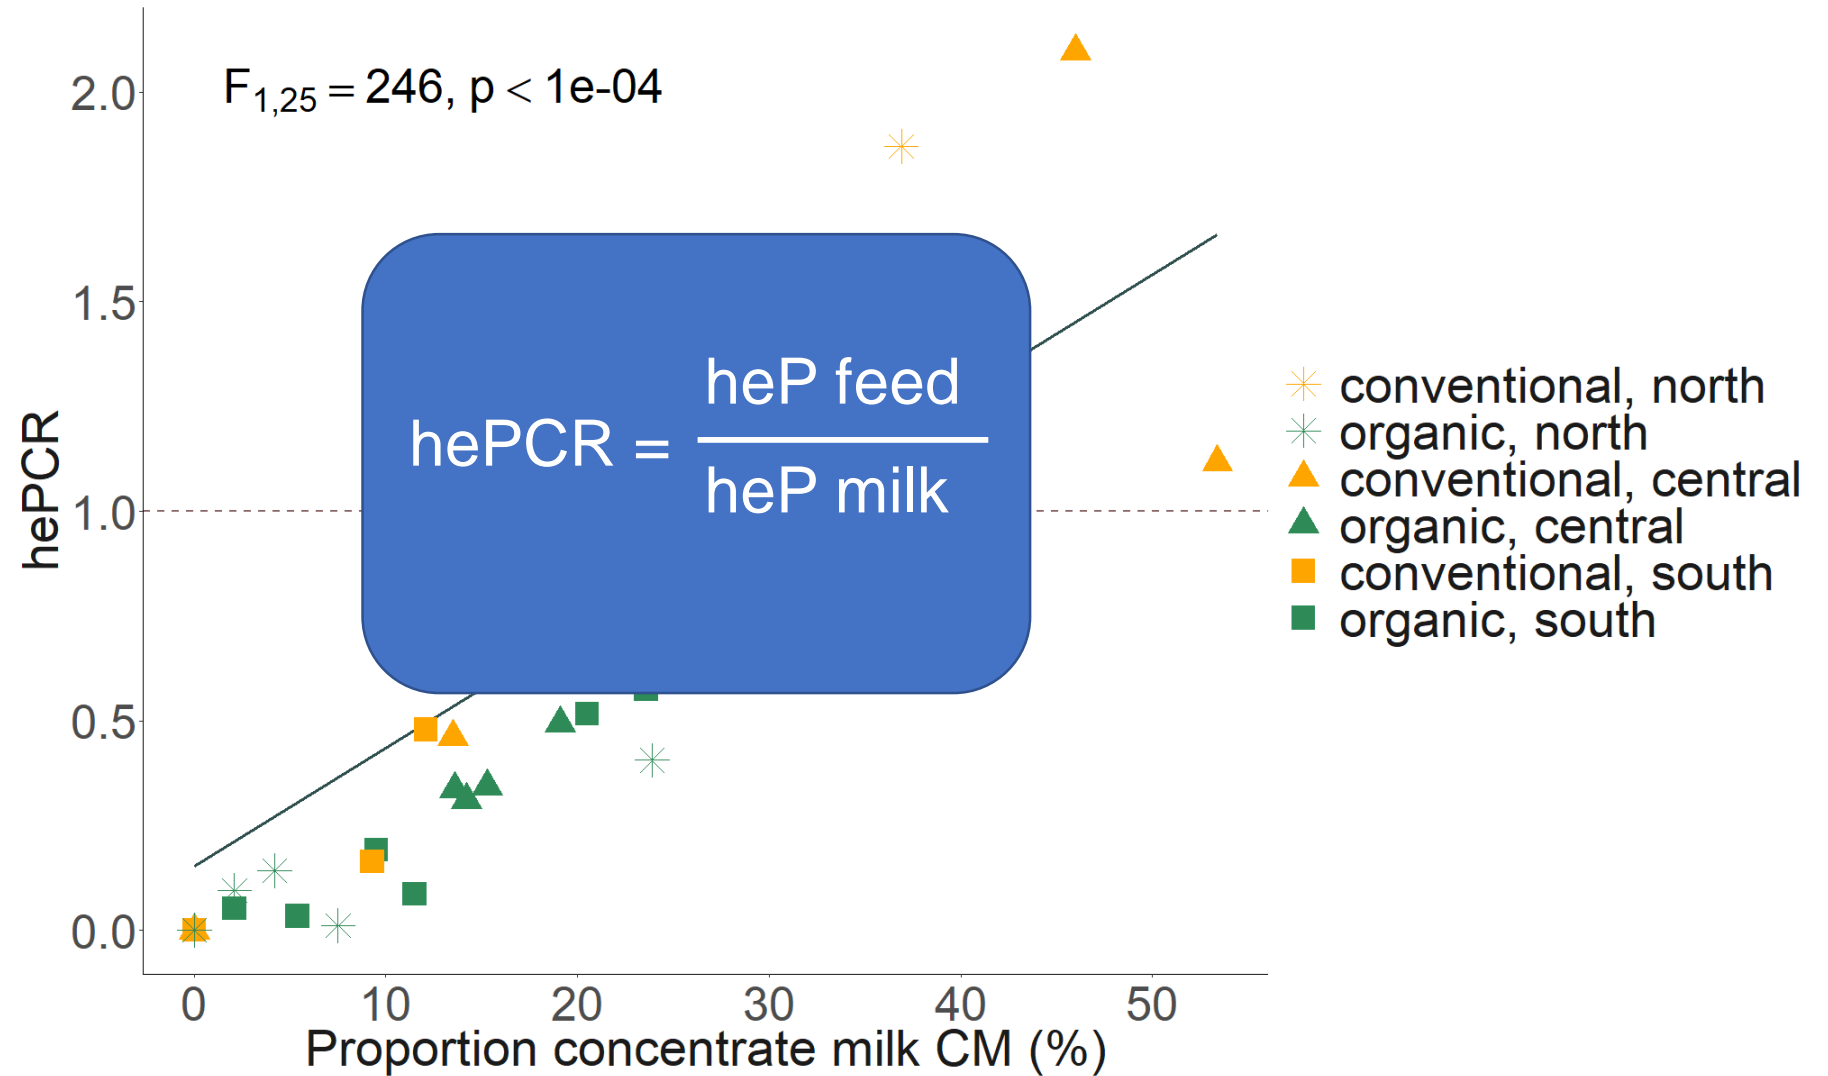 F1,25 = 246, p < 1e-04
2.0
1.5
1.0
0.5
0.0
hePCR
hePCR = heP feed
heP milk
conventional, north
organic, north
conventional, central
organic, central
conventional, south
organic, south
0 10 20 30 40 50
Proportion concentrate milk CM (%)